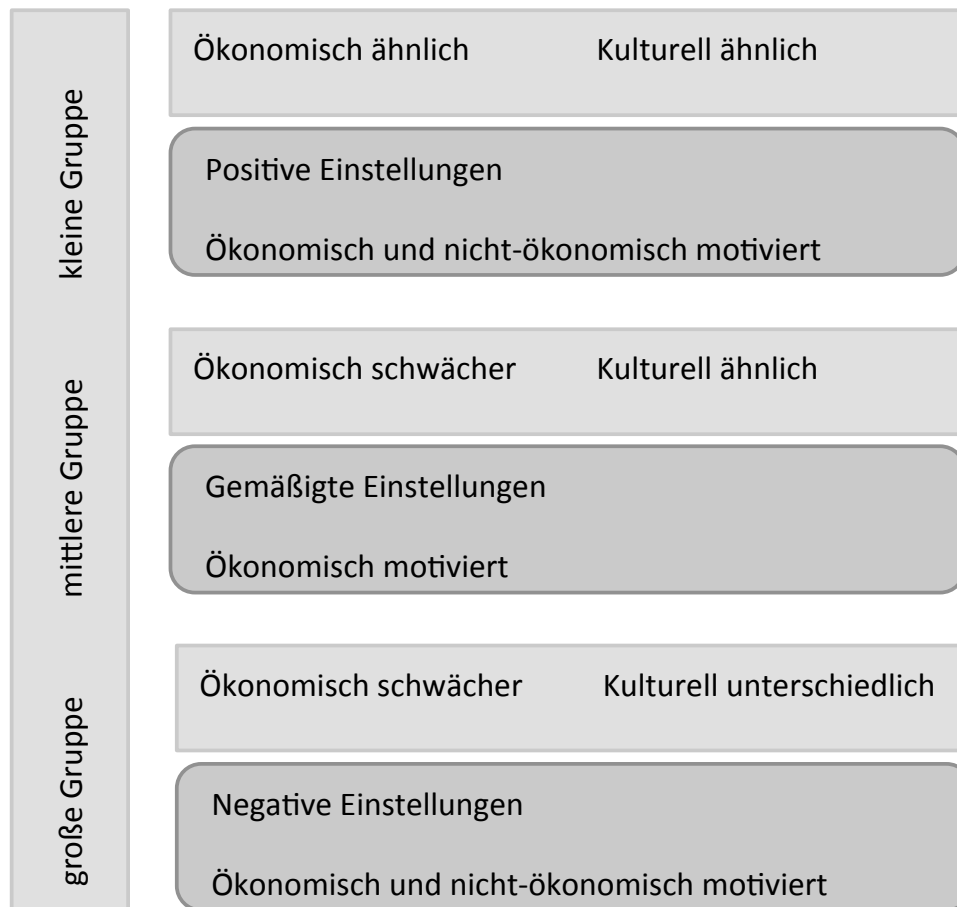 kleine Gruppe
Ökonomisch ähnlich Kulturell ähnlich
Positive Einstellungen
Ökonomisch und nicht-ökonomisch motiviert
mittlere Gruppe
Ökonomisch schwächer Kulturell ähnlich
Gemäßigte Einstellungen
Ökonomisch motiviert
große Gruppe
Ökonomisch schwächer Kulturell unterschiedlich
Negative Einstellungen
Ökonomisch und nicht-ökonomisch motiviert